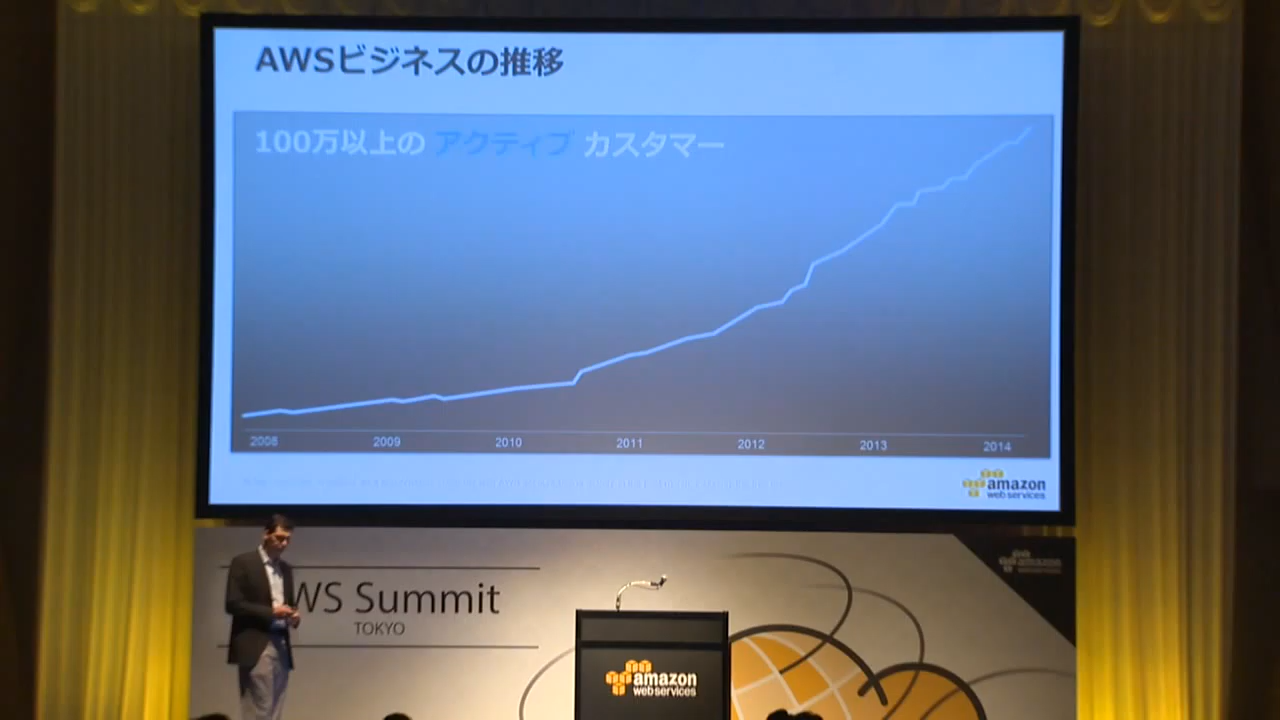 AWSビジネスの推移
100万以上の アクティブ カスタマー
2008 2009 2010 2011 2012 2013 2014
amazon
web services
WS Summit
TOKYO
amazon
web services
amazon